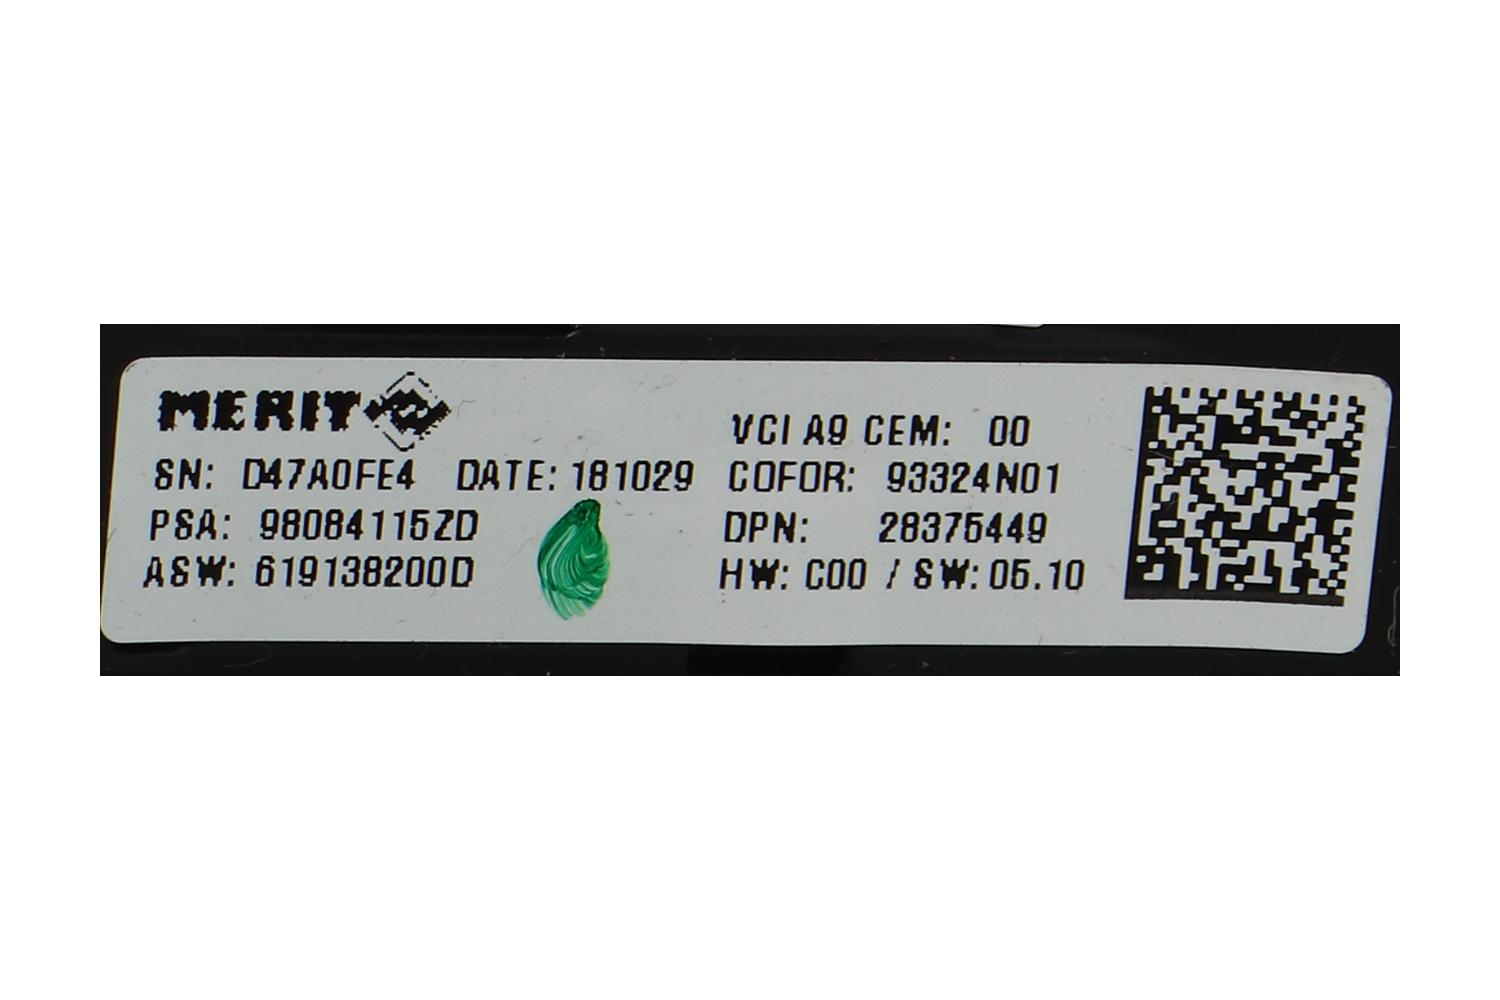 MERIT
SN: D47A0FE4 DATE: 181029
PSA: 98084115ZD
ASW: 619138200D
VCI A9 CEM: 00
COFOR: 93324N01
DPN: 28375449
HW: C00 / SW: 05.10